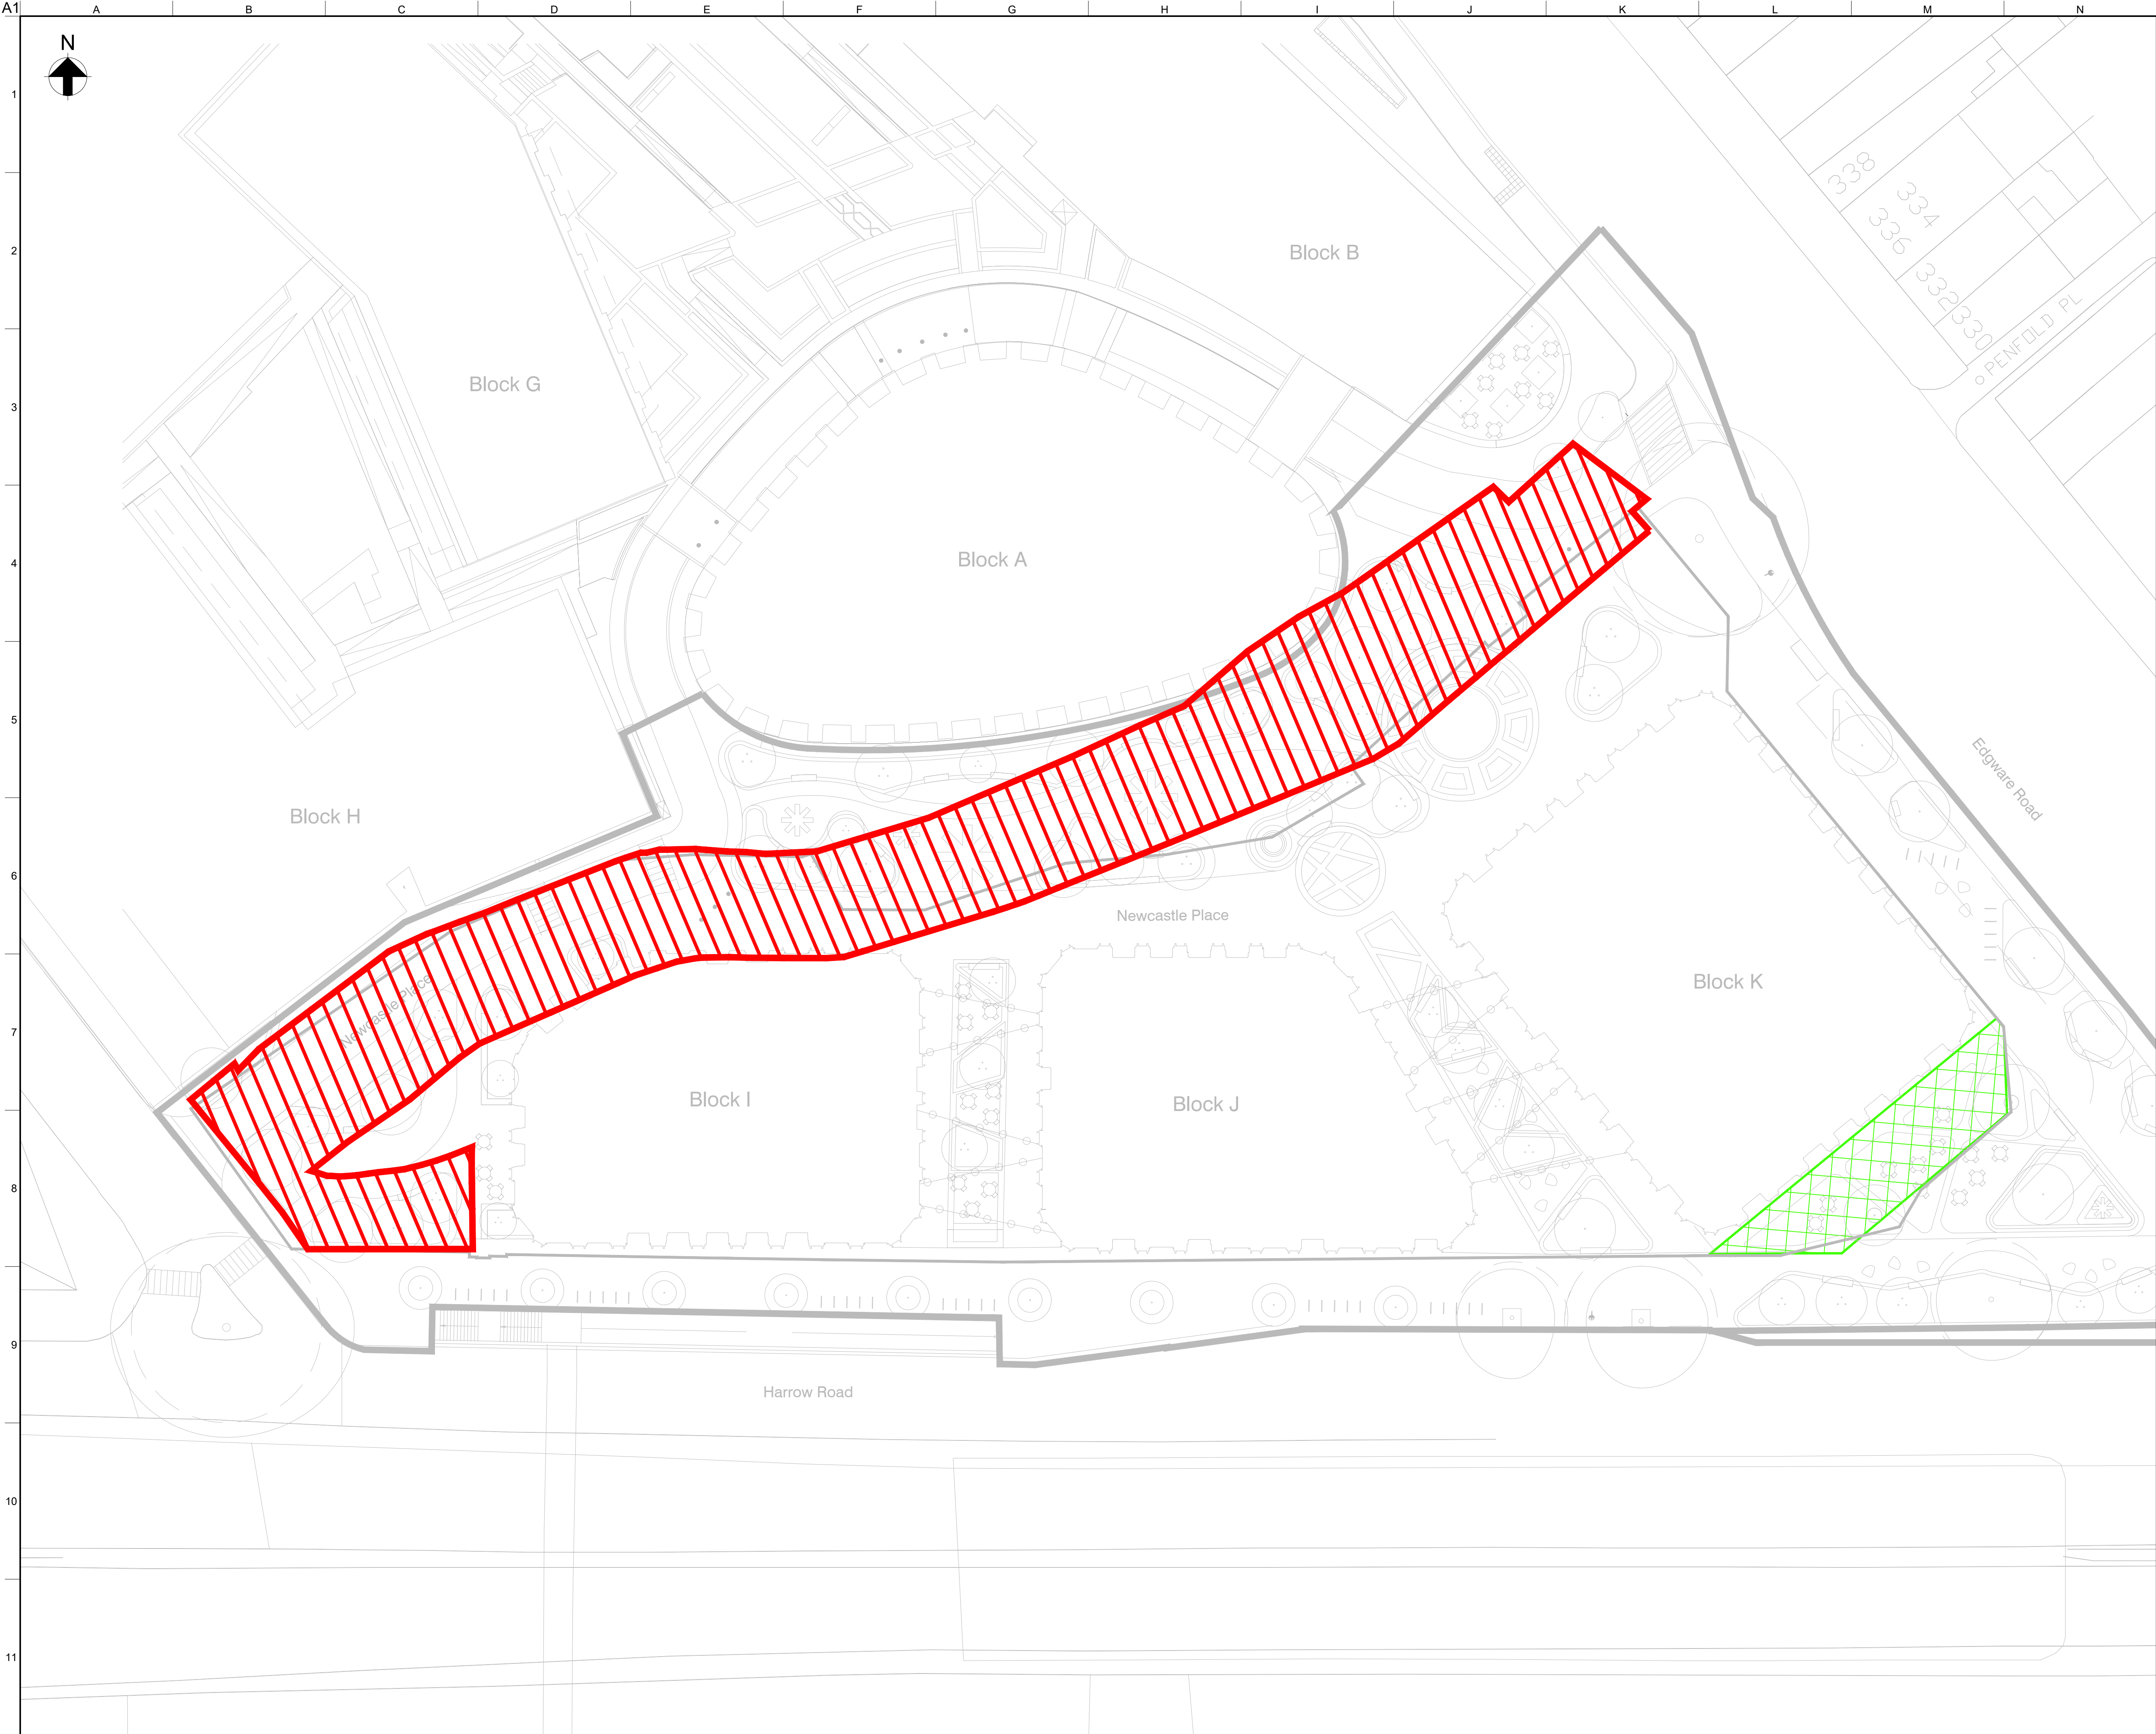 A1
A
B
C
D
E
F
G
H
I
J
K
L
M
N
N
1
2
3
4
5
6
7
8
9
10
11
338
334
336
332
330
PENFOLD PL
Block B
Block G
Block A
Block H
Edgware Road
Newcastle Place
Newcastle Place
Block K
Block I
Block J
Harrow Road